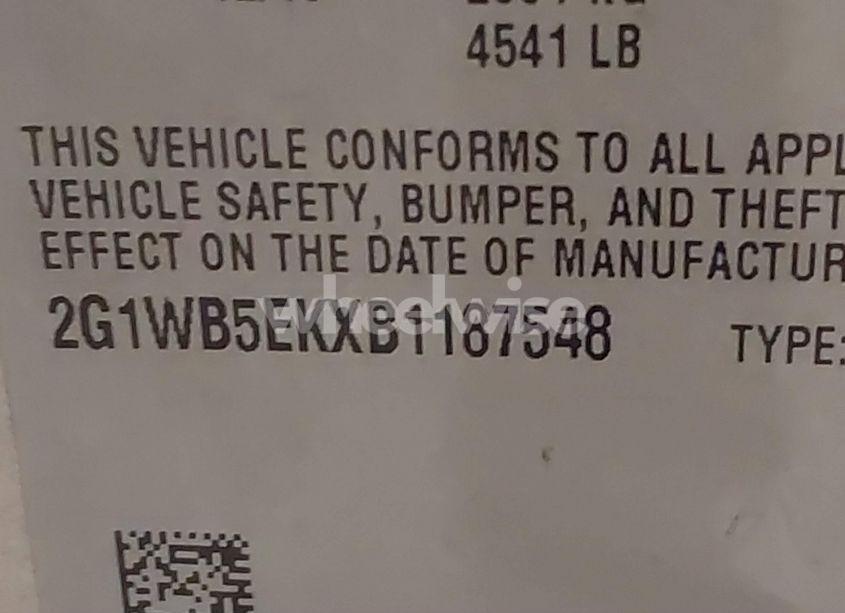 4541 LB
THIS VEHICLE CONFORMS TO ALL APPL
VEHICLE SAFETY, BUMPER, AND THEFT
EFFECT ON THE DATE OF MANUFACTUR
2G1WB5EKXB1187548
TYPE:
wheelwise